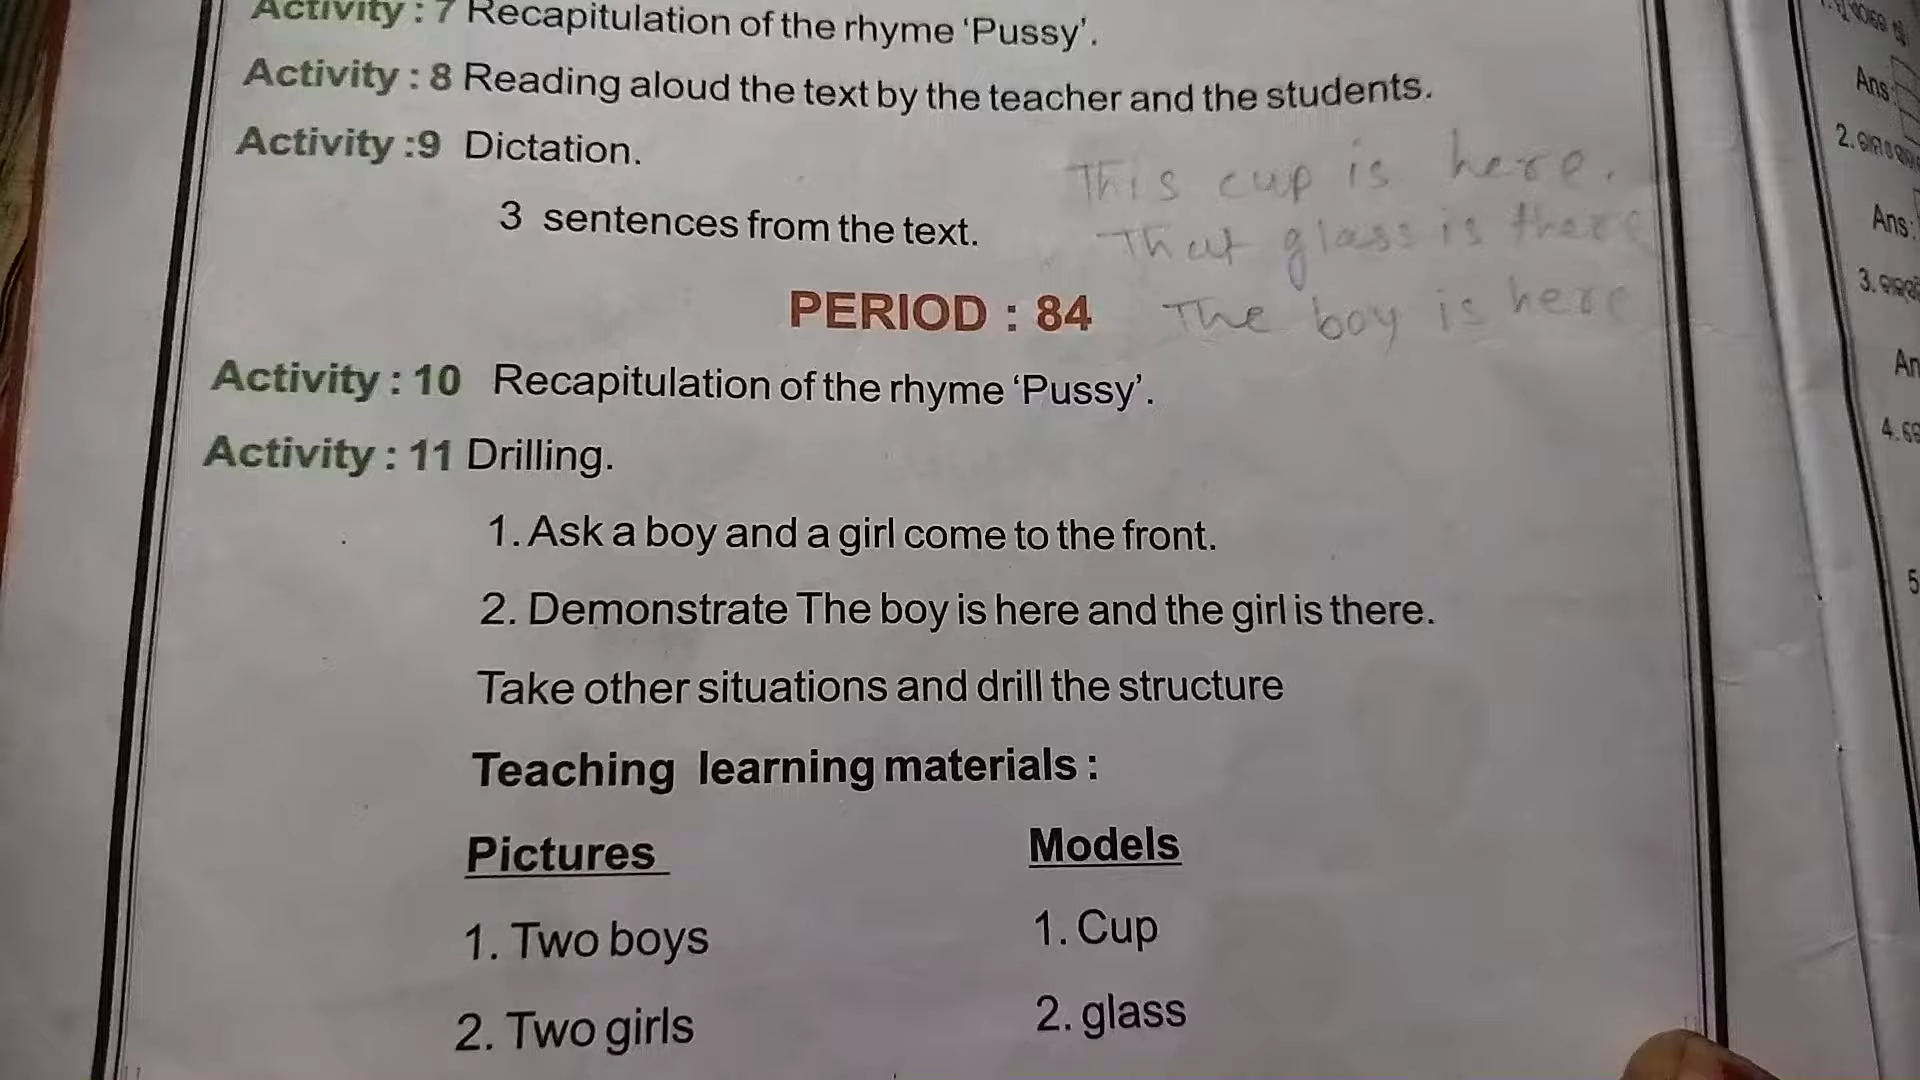 Activity : 7 Recapitulation of the rhyme ‘Pussy’.
Activity : 8 Reading aloud the text by the teacher and the students.
Activity :9 Dictation.
3 sentences from the text.
This cup is here.
That glass is there
The boy is here
PERIOD : 84
Activity : 10 Recapitulation of the rhyme ‘Pussy’.
Activity : 11 Drilling.
1. Ask a boy and a girl come to the front.
2. Demonstrate The boy is here and the girl is there.
Take other situations and drill the structure
Teaching learning materials :
Pictures
Models
1. Two boys
1. Cup
2. Two girls
2. glass
Ans
2.
Ans:
3.
An
4.
5